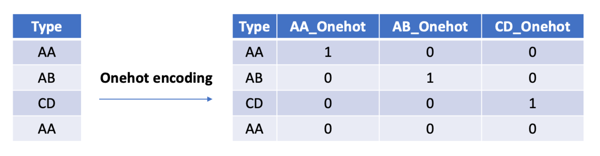 Type
AA
AB
CD
AA
Onehot encoding
Type AA_Onehot AB_Onehot CD_Onehot
AA 1 0 0
AB 0 1 0
CD 0 0 1
AA 0 0 0